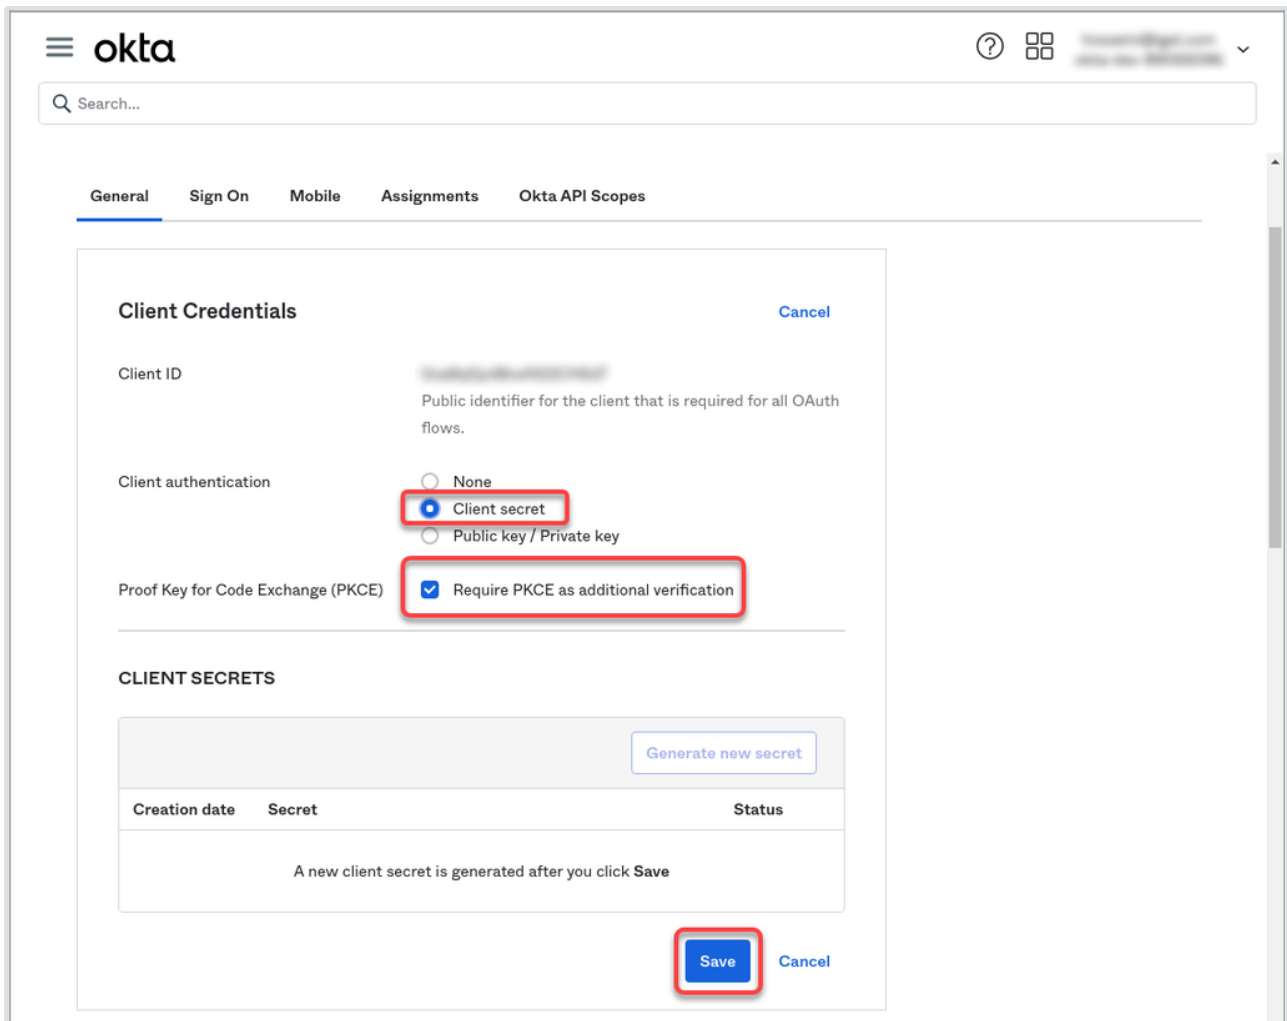 okta
Search...
General Sign On Mobile Assignments Okta API Scopes
Client Credentials Cancel
Client ID
Public identifier for the client that is required for all OAuth
flows.
Client authentication None
Client secret
Public key / Private key
Proof Key for Code Exchange (PKCE) Require PKCE as additional verification
CLIENT SECRETS
Generate new secret
Creation date Secret Status
A new client secret is generated after you click Save
Save Cancel